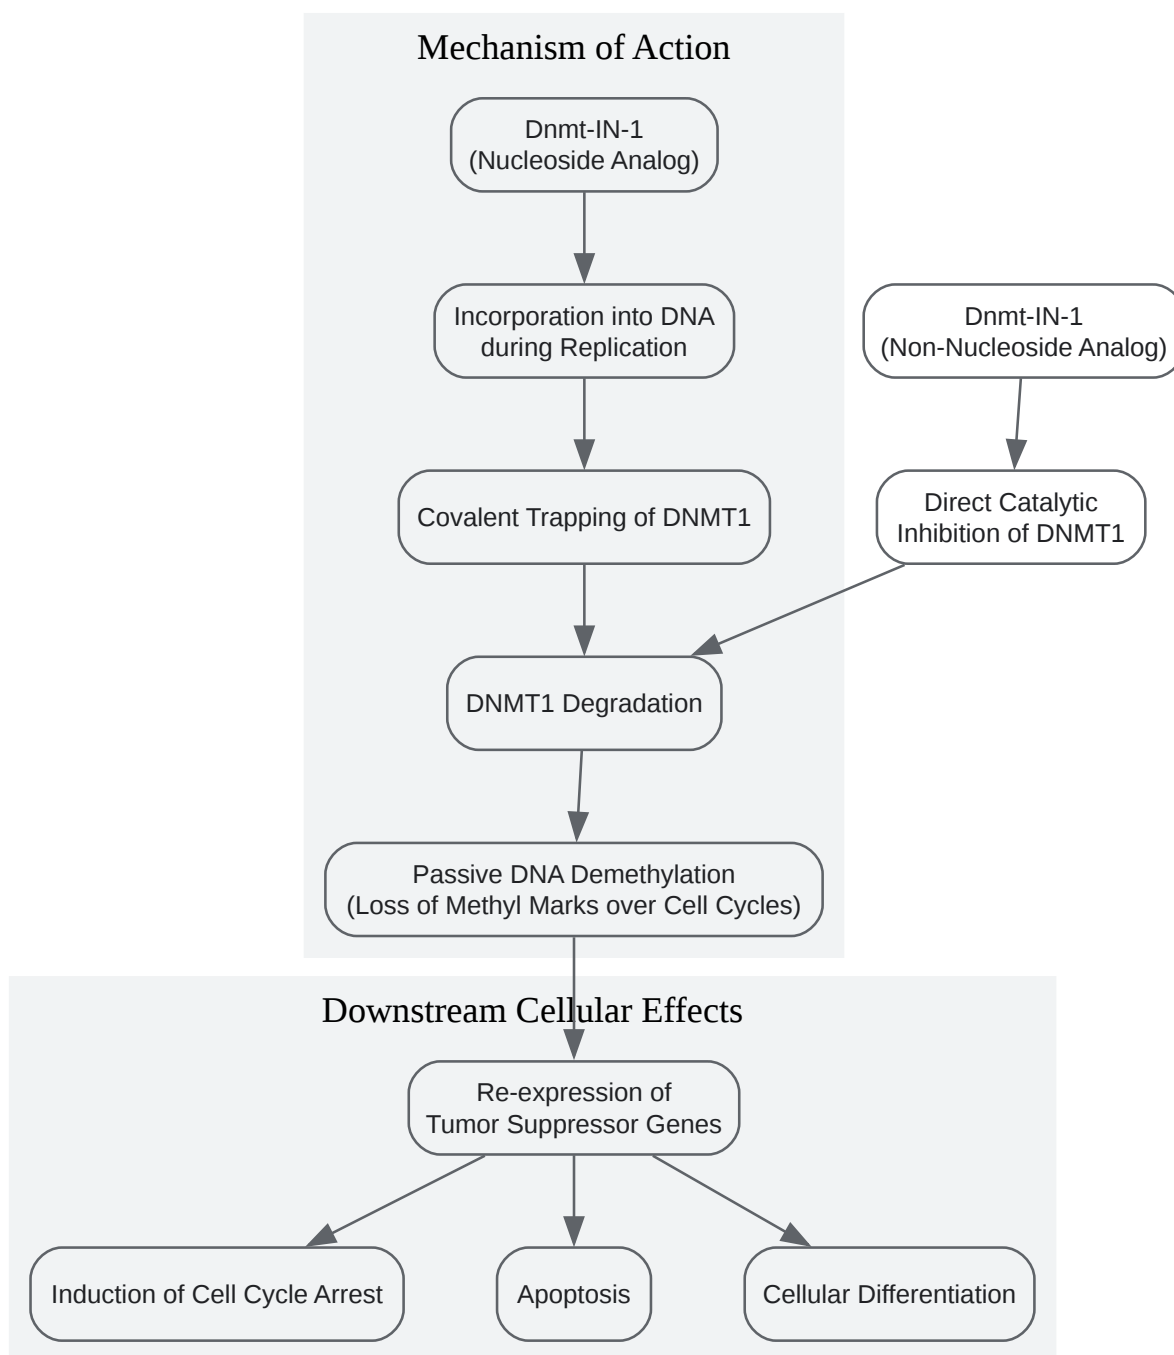 Mechanism of Action
Dnmt-IN-1
(Nucleoside Analog)
Incorporation into DNA
during Replication
Dnmt-IN-1
(Non-Nucleoside Analog)
Covalent Trapping of DNMT1
Direct Catalytic
Inhibition of DNMT1
DNMT1 Degradation
Passive DNA Demethylation
(Loss of Methyl Marks over Cell Cycles)
Downstream Cellular Effects
Re-expression of
Tumor Suppressor Genes
Induction of Cell Cycle Arrest
Apoptosis
Cellular Differentiation